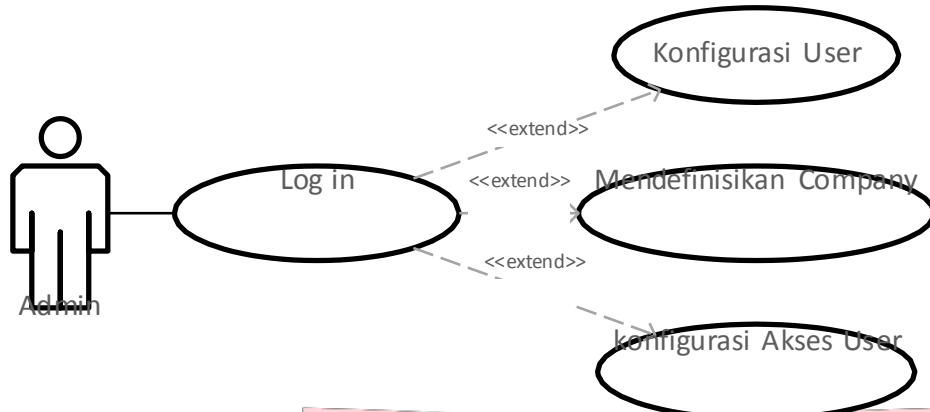 Konfigurasi User
<<extend>>
Log in
<<extend>>
Mendefinisikan Company
<<extend>>
Admin
konfigurasi Akses User